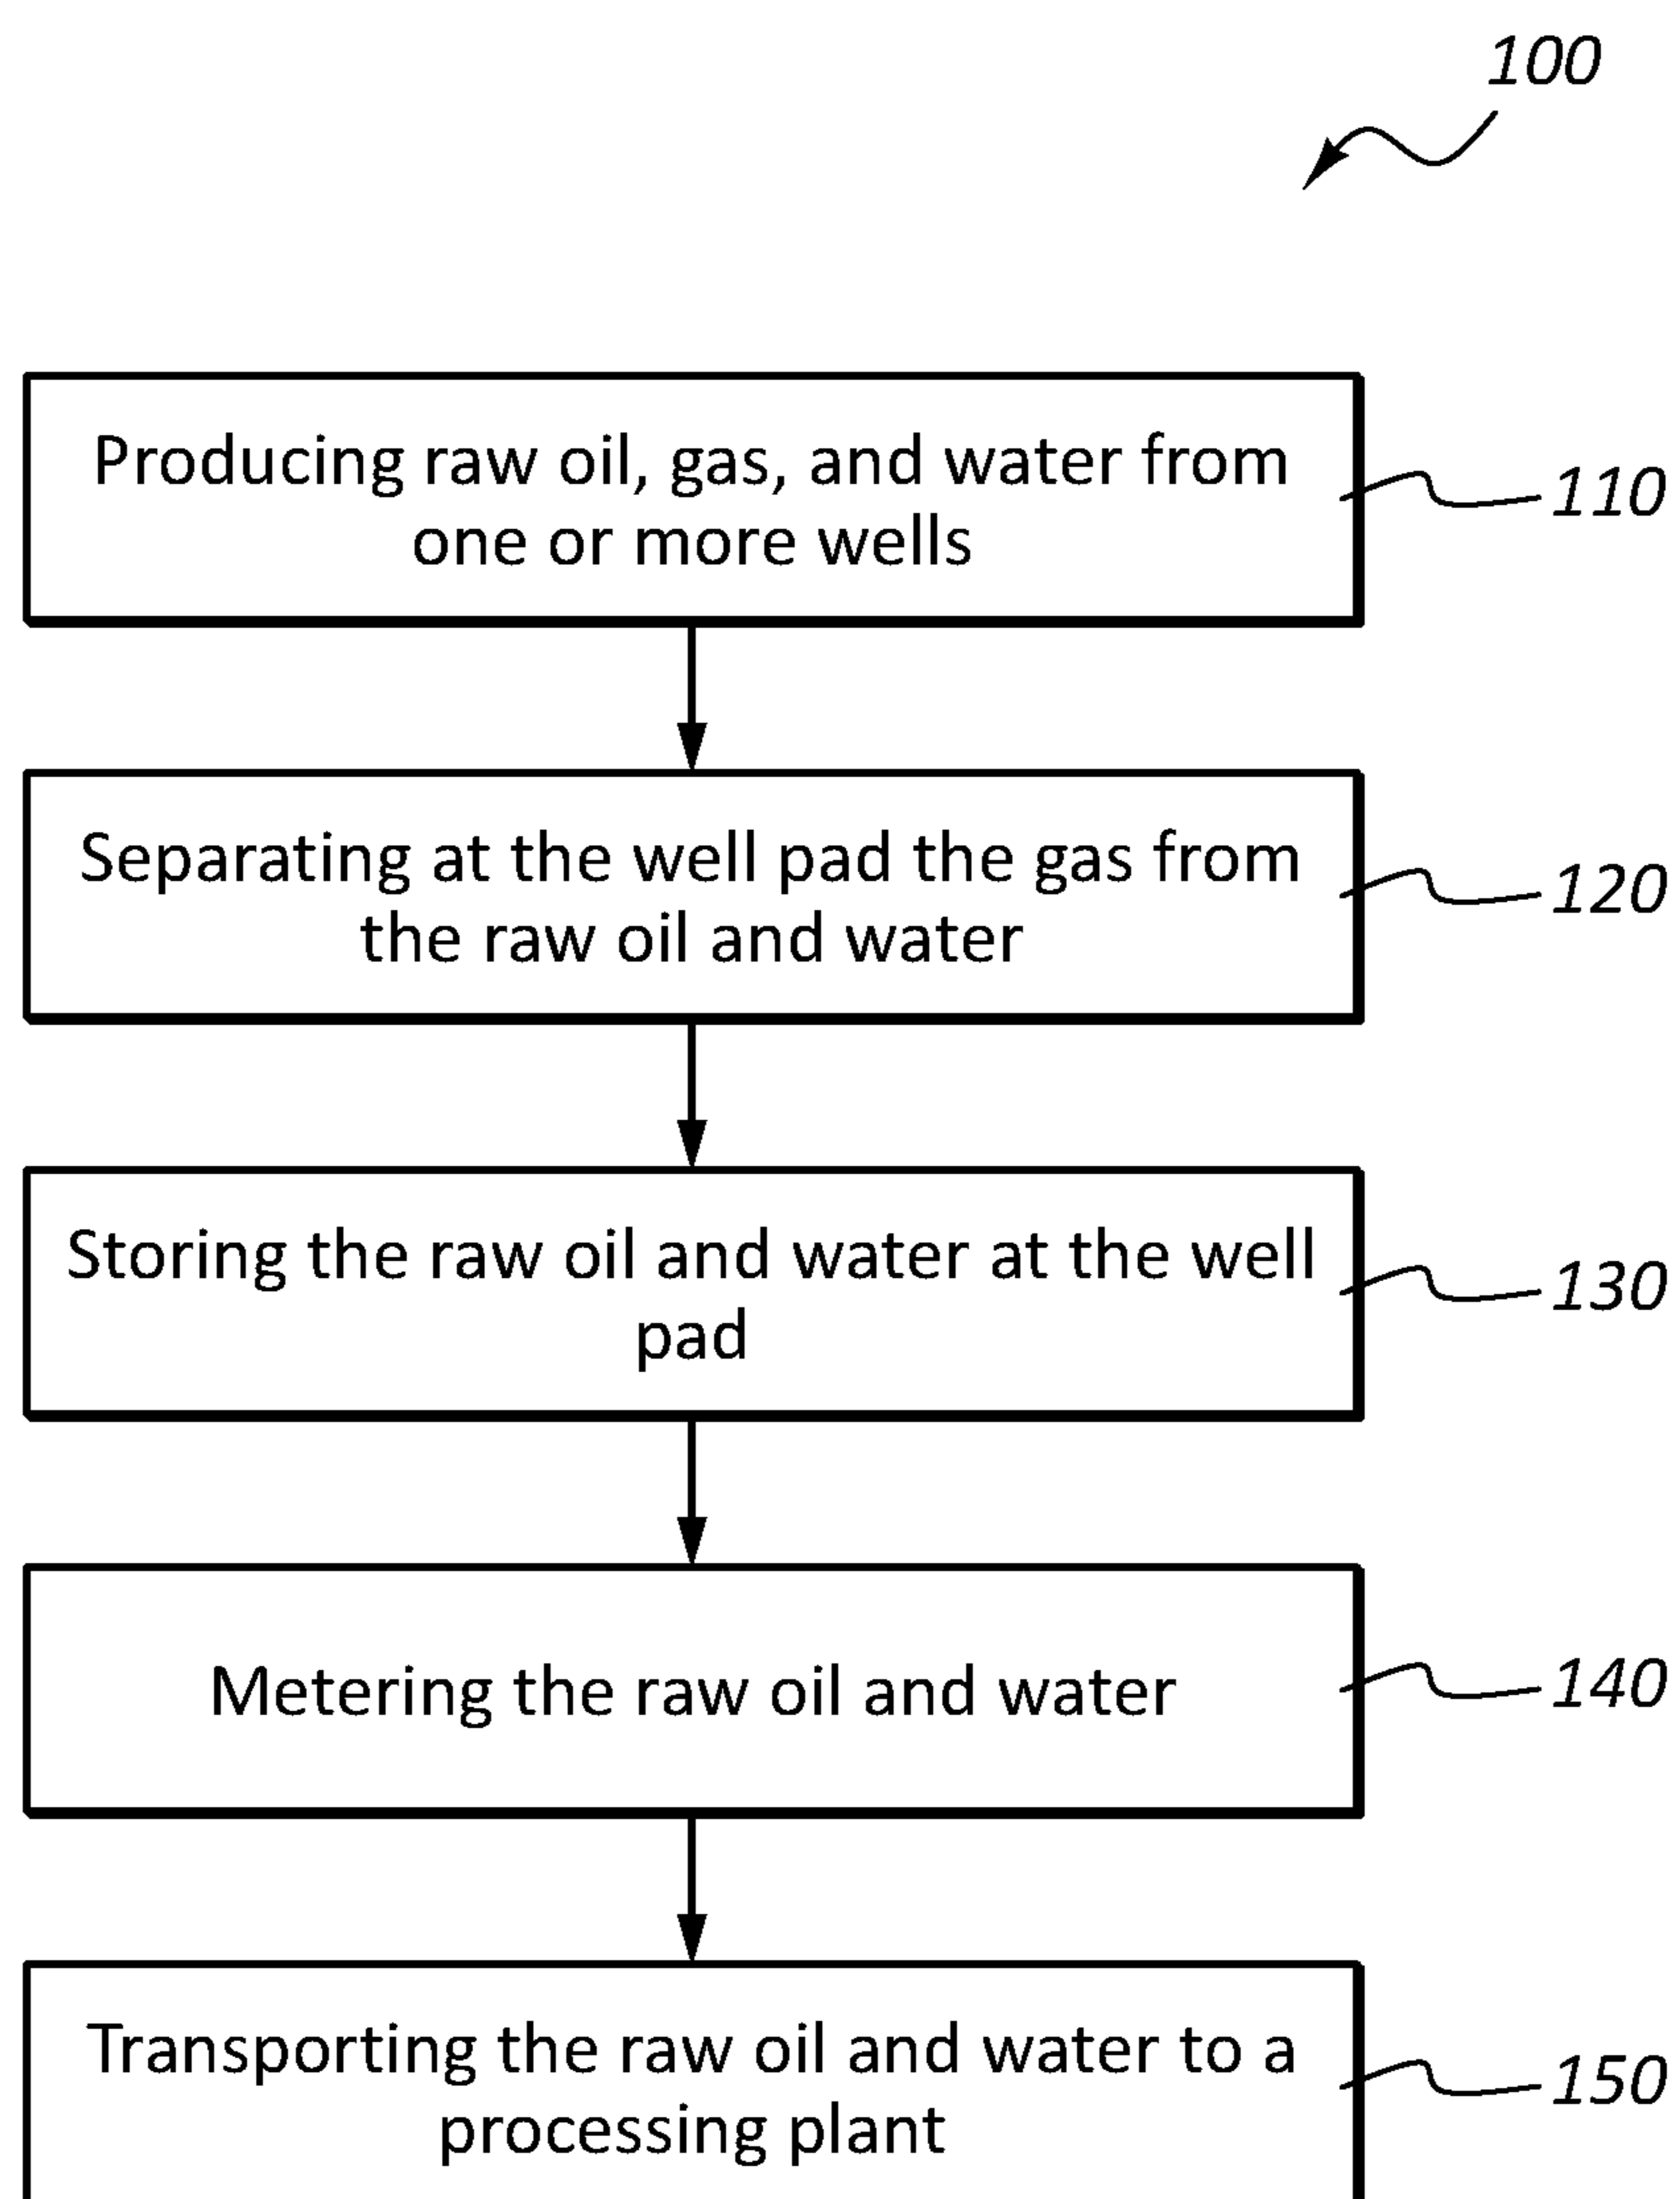 100
Producing raw oil, gas, and water from
one or more wells
110
Separating at the well pad the gas from
the raw oil and water
120
Storing the raw oil and water at the well
pad
130
Metering the raw oil and water
140
Transporting the raw oil and water to a
processing plant
150